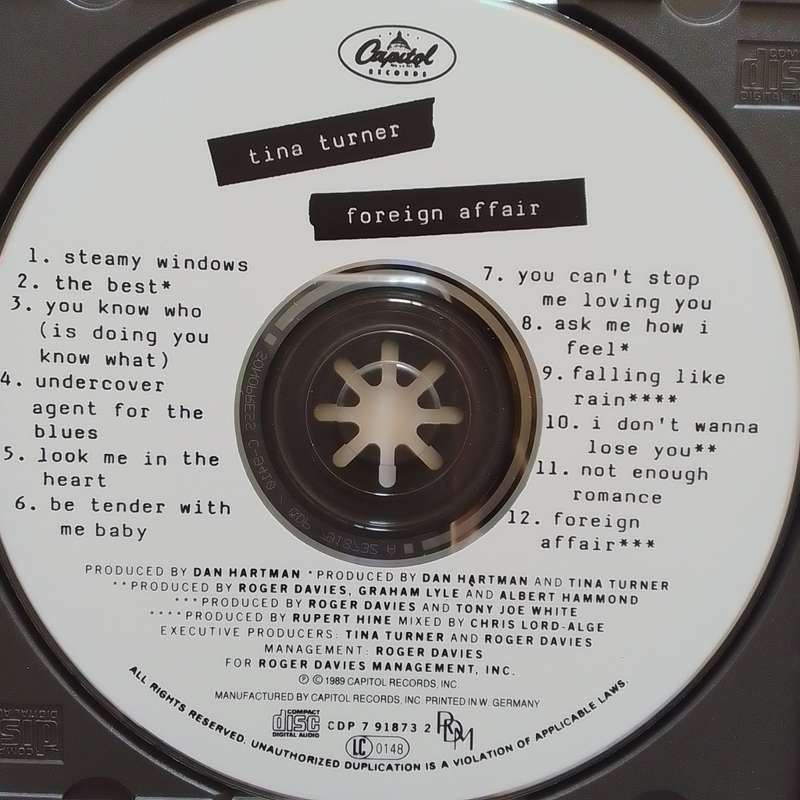 Capitol
RECORDS
tina turner
foreign affair
1. steamy windows
2. the best*
3. you know who
(is doing you
know what)
4. undercover
agent for the
blues
5. look me in the
heart
6. be tender with
me baby
7. you can't stop
me loving you
8. ask me how i
feel*
9. falling like
rain****
10. i don't wanna
lose you**
11. not enough
romance
12. foreign
affair***
PRODUCED BY DAN HARTMAN *PRODUCED BY DAN HARTMAN AND TINA TURNER
**PRODUCED BY ROGER DAVIES, GRAHAM LYLE AND ALBERT HAMMOND
***PRODUCED BY ROGER DAVIES AND TONY JOE WHITE
****PRODUCED BY RUPERT HINE MIXED BY CHRIS LORD-ALGE
EXECUTIVE PRODUCERS: TINA TURNER AND ROGER DAVIES
MANAGEMENT: ROGER DAVIES
FOR ROGER DAVIES MANAGEMENT, INC.
℗ © 1989 CAPITOL RECORDS, INC.
MANUFACTURED BY CAPITOL RECORDS, INC. PRINTED IN W. GERMANY
COMPACT
disc
DIGITAL AUDIO
CDP 7 91873 2
PDM
LC 0148
ALL RIGHTS RESERVED. UNAUTHORIZED DUPLICATION IS A VIOLATION OF APPLICABLE LAWS.